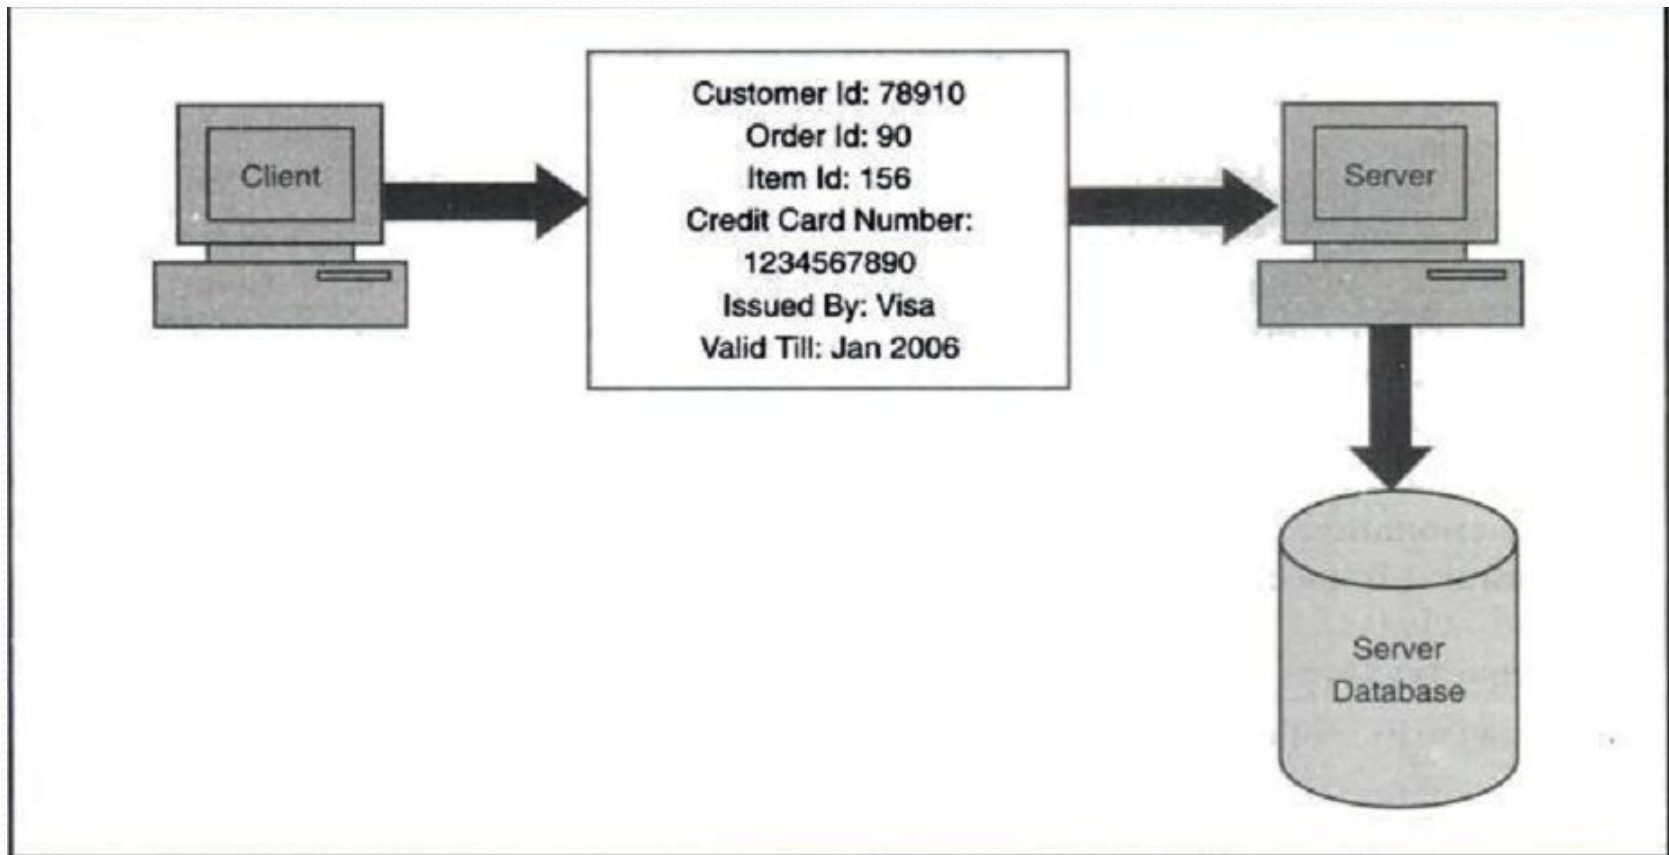 Client
Customer Id: 78910
Order Id: 90
Item Id: 156
Credit Card Number:
1234567890
Issued By: Visa
Valid Till: Jan 2006
Server
Server
Database